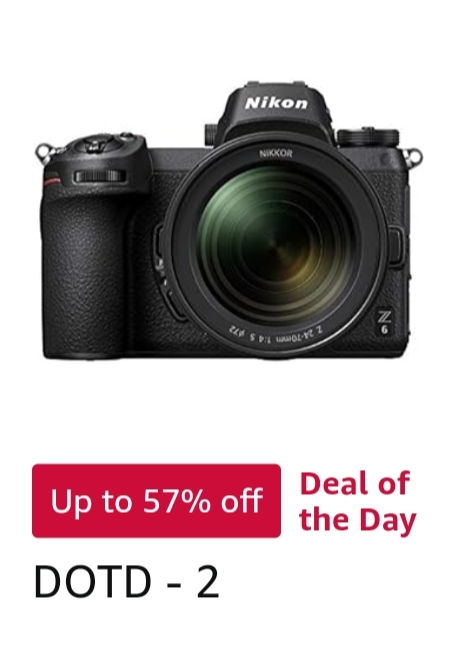 Nikon
NIKKOR
Z 24-70mm 1:4 S ø72
Z
6
Up to 57% off
Deal of
the Day
DOTD - 2